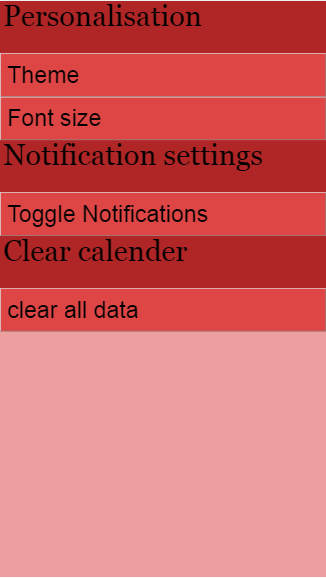 Personalisation
Theme
Font size
Notification settings
Toggle Notifications
Clear calender
clear all data